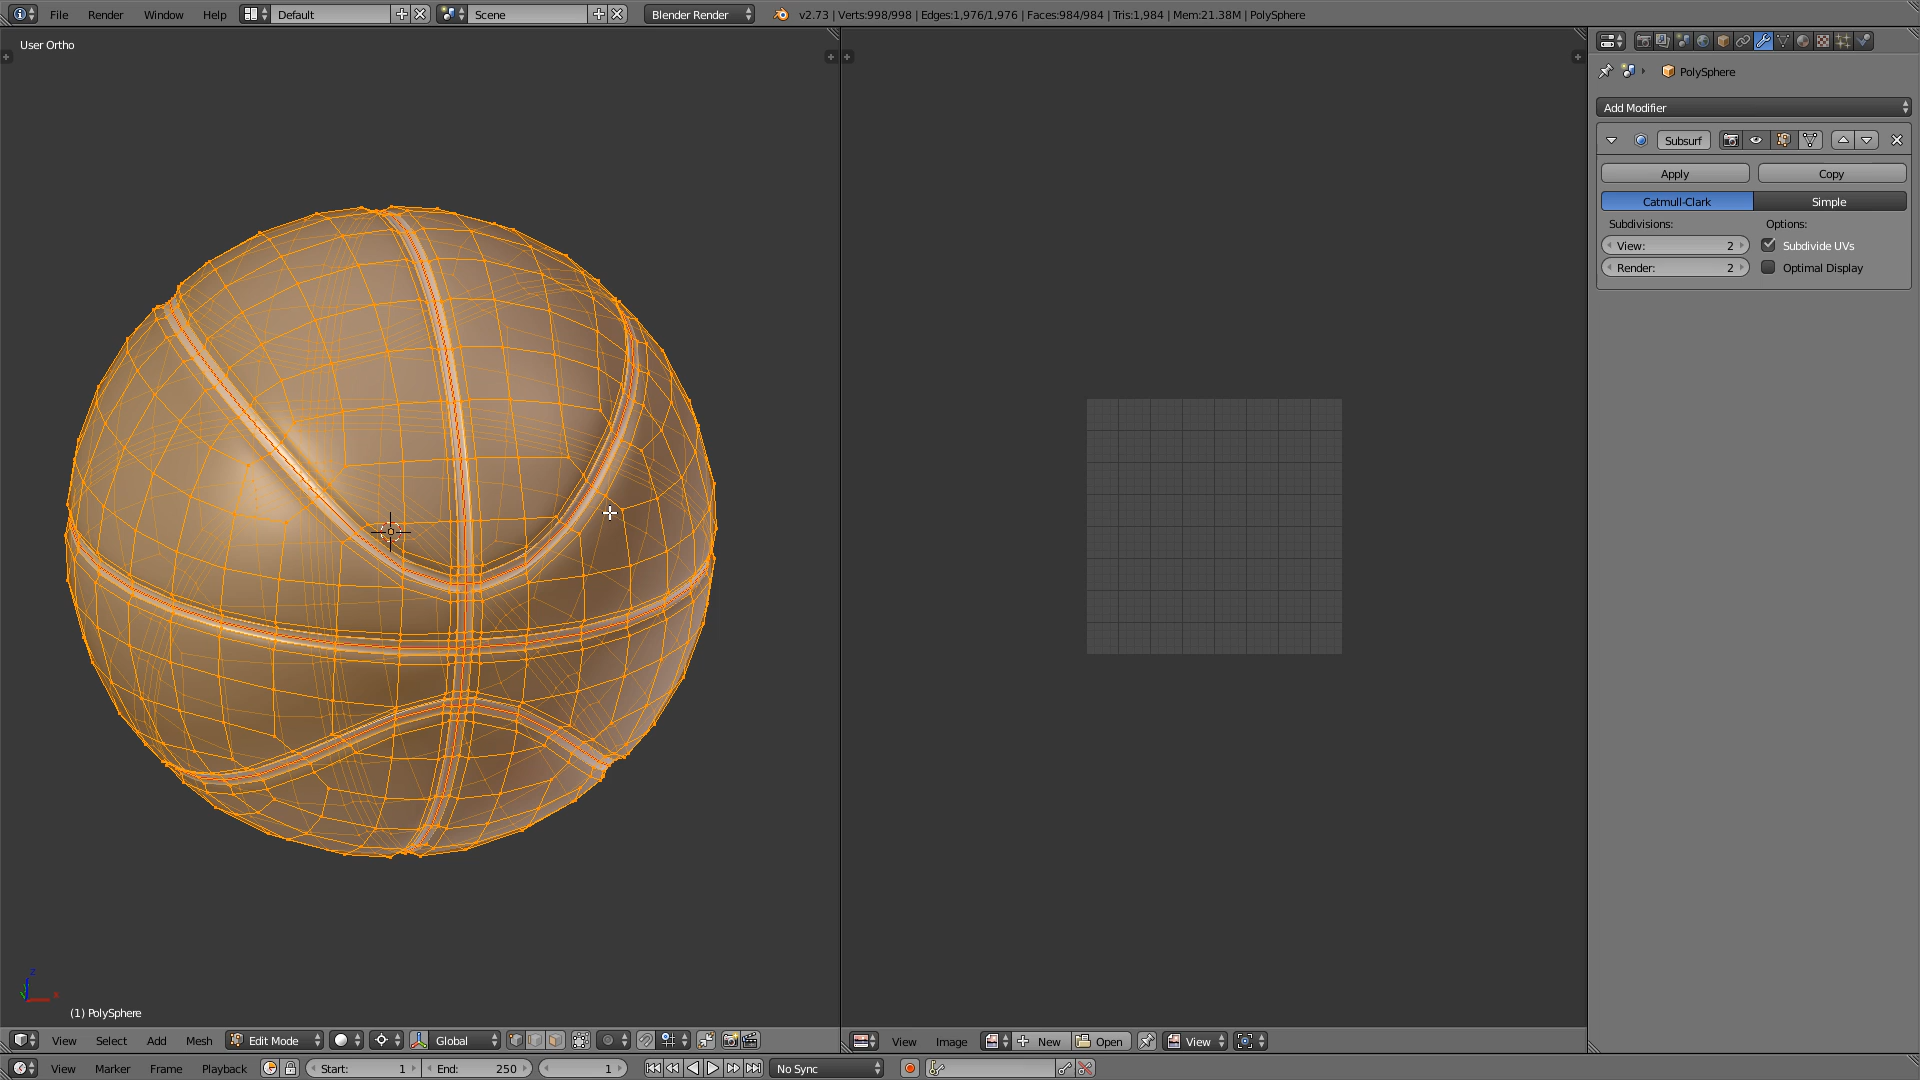 File Render Window Help Default Scene Blender Render v2.73 | Verts:998/998 | Edges:1,976/1,976 | Faces:984/984 | Tris:1,984 | Mem:21.38M | PolySphere
User Ortho
PolySphere
Add Modifier
Subsurf
Apply Copy
Catmull-Clark Simple
Subdivisions: Options:
View: 2 Subdivide UVs
Render: 2 Optimal Display
z
x
(1) PolySphere
View Select Add Mesh Edit Mode Global View Image New Open View
View Marker Frame Playback Start: 1 End: 250 1 No Sync